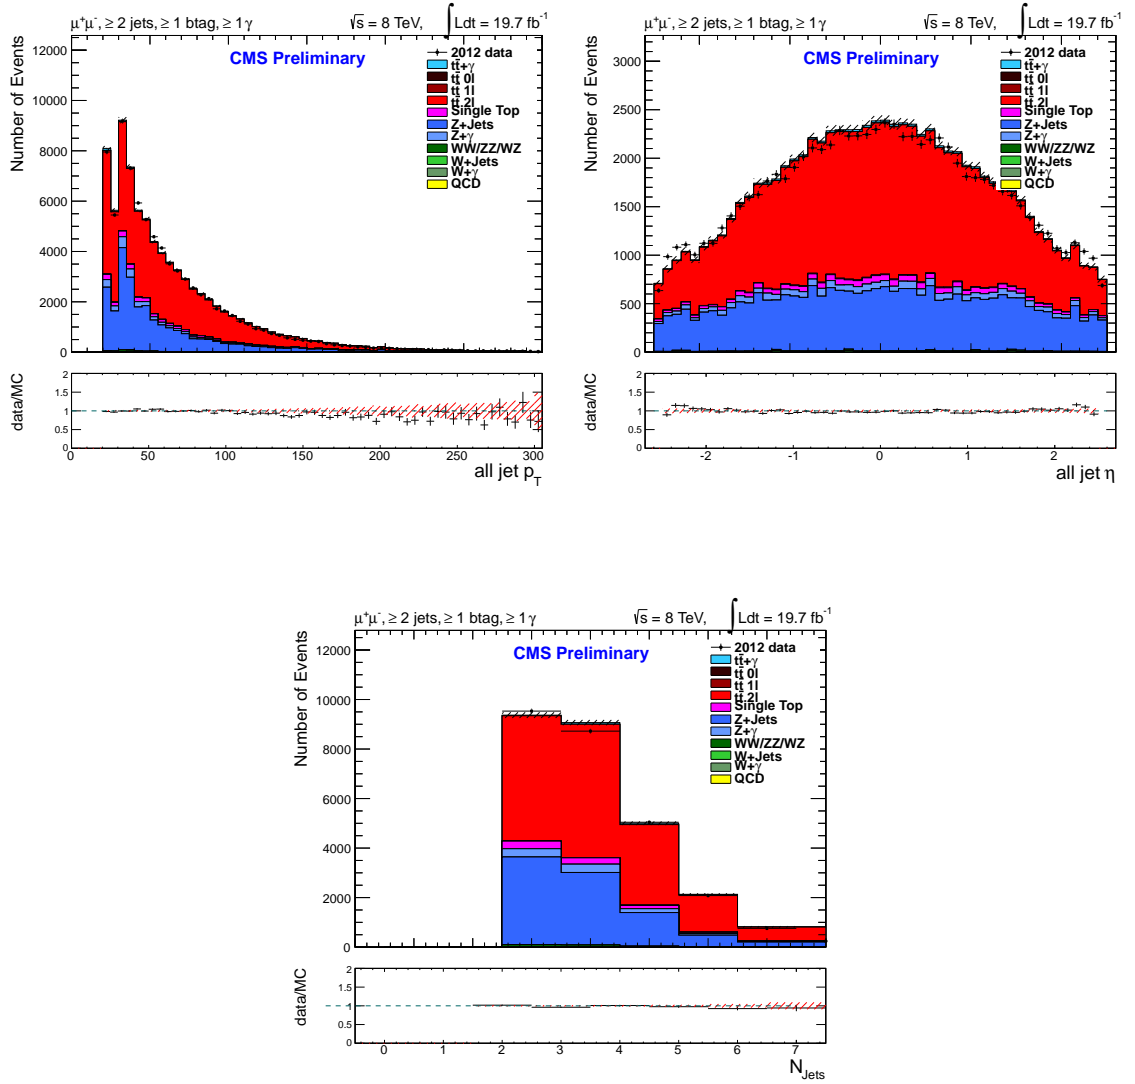 μ⁺μ⁻, ≥ 2 jets, ≥ 1 btag, ≥ 1 γ
√s = 8 TeV, ∫ Ldt = 19.7 fb⁻¹
CMS Preliminary
Number of Events
12000
10000
8000
6000
4000
2000
0
2012 data
tt̄+γ
tt̄ 0l
tt̄ 1l
tt̄ 2l
Single Top
Z+Jets
Z+γ
WW/ZZ/WZ
W+Jets
W+γ
QCD
data/MC
2
1.5
1
0.5
0
0 50 100 150 200 250 300
all jet p_T
μ⁺μ⁻, ≥ 2 jets, ≥ 1 btag, ≥ 1 γ
√s = 8 TeV, ∫ Ldt = 19.7 fb⁻¹
CMS Preliminary
Number of Events
3000
2500
2000
1500
1000
500
0
2012 data
tt̄+γ
tt̄ 0l
tt̄ 1l
tt̄ 2l
Single Top
Z+Jets
Z+γ
WW/ZZ/WZ
W+Jets
W+γ
QCD
data/MC
2
1.5
1
0.5
0
-2 -1 0 1 2
all jet η
μ⁺μ⁻, ≥ 2 jets, ≥ 1 btag, ≥ 1 γ
√s = 8 TeV, ∫ Ldt = 19.7 fb⁻¹
CMS Preliminary
Number of Events
12000
10000
8000
6000
4000
2000
0
2012 data
tt̄+γ
tt̄ 0l
tt̄ 1l
tt̄ 2l
Single Top
Z+Jets
Z+γ
WW/ZZ/WZ
W+Jets
W+γ
QCD
data/MC
2
1.5
1
0.5
0
0 1 2 3 4 5 6 7
N_Jets